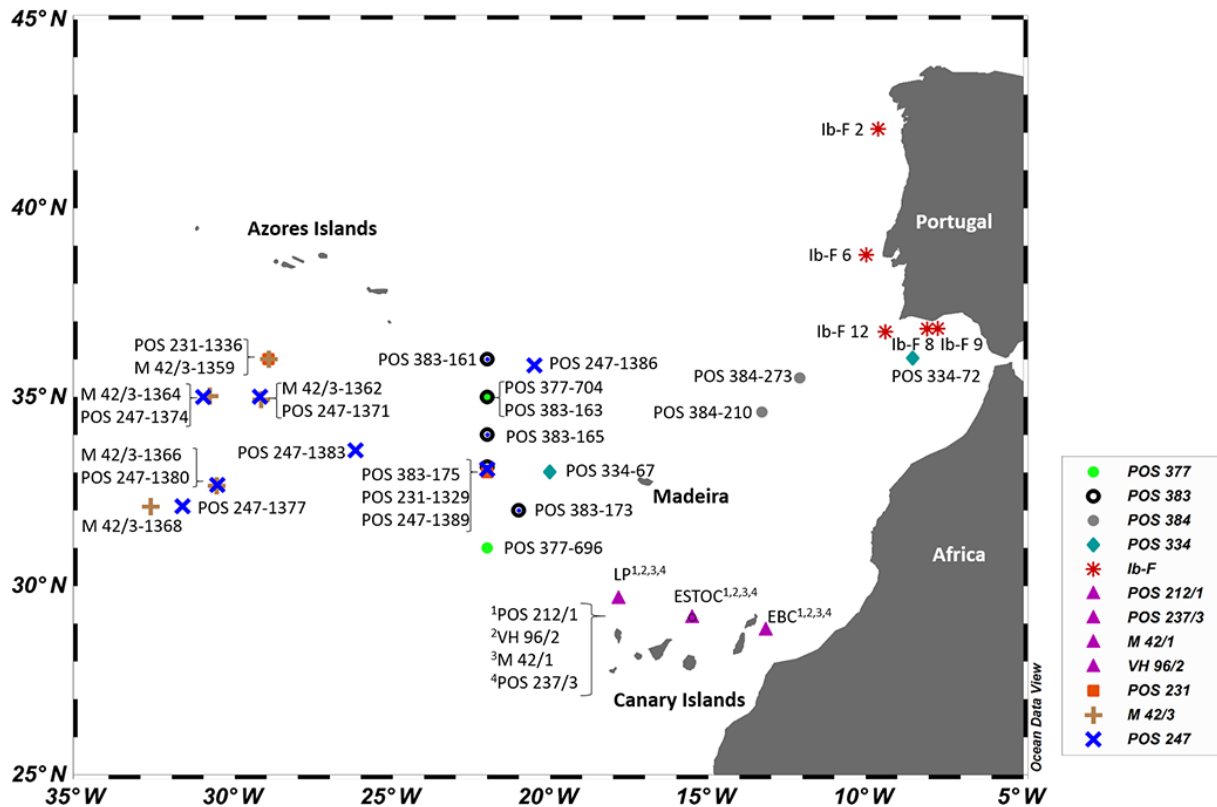 45° N
40° N
35° N
30° N
25° N
Ib-F 2
Portugal
Azores Islands
Ib-F 6
Ib-F 12
Ib-F 8
Ib-F 9
POS 334-72
POS 231-1336
M 42/3-1359
POS 383-161
POS 247-1386
POS 384-273
M 42/3-1364
POS 247-1374
M 42/3-1362
POS 247-1371
POS 377-704
POS 383-163
POS 384-210
POS 383-165
M 42/3-1366
POS 247-1380
POS 247-1383
POS 383-175
POS 231-1329
POS 247-1389
POS 334-67
Madeira
POS 247-1377
POS 383-173
M 42/3-1368
POS 377-696
Africa
LP1,2,3,4
ESTOC1,2,3,4
EBC1,2,3,4
1POS 212/1
2VH 96/2
3M 42/1
4POS 237/3
Canary Islands
Ocean Data View
35° W
30° W
25° W
20° W
15° W
10° W
5° W
POS 377
POS 383
POS 384
POS 334
Ib-F
POS 212/1
POS 237/3
M 42/1
VH 96/2
POS 231
M 42/3
POS 247